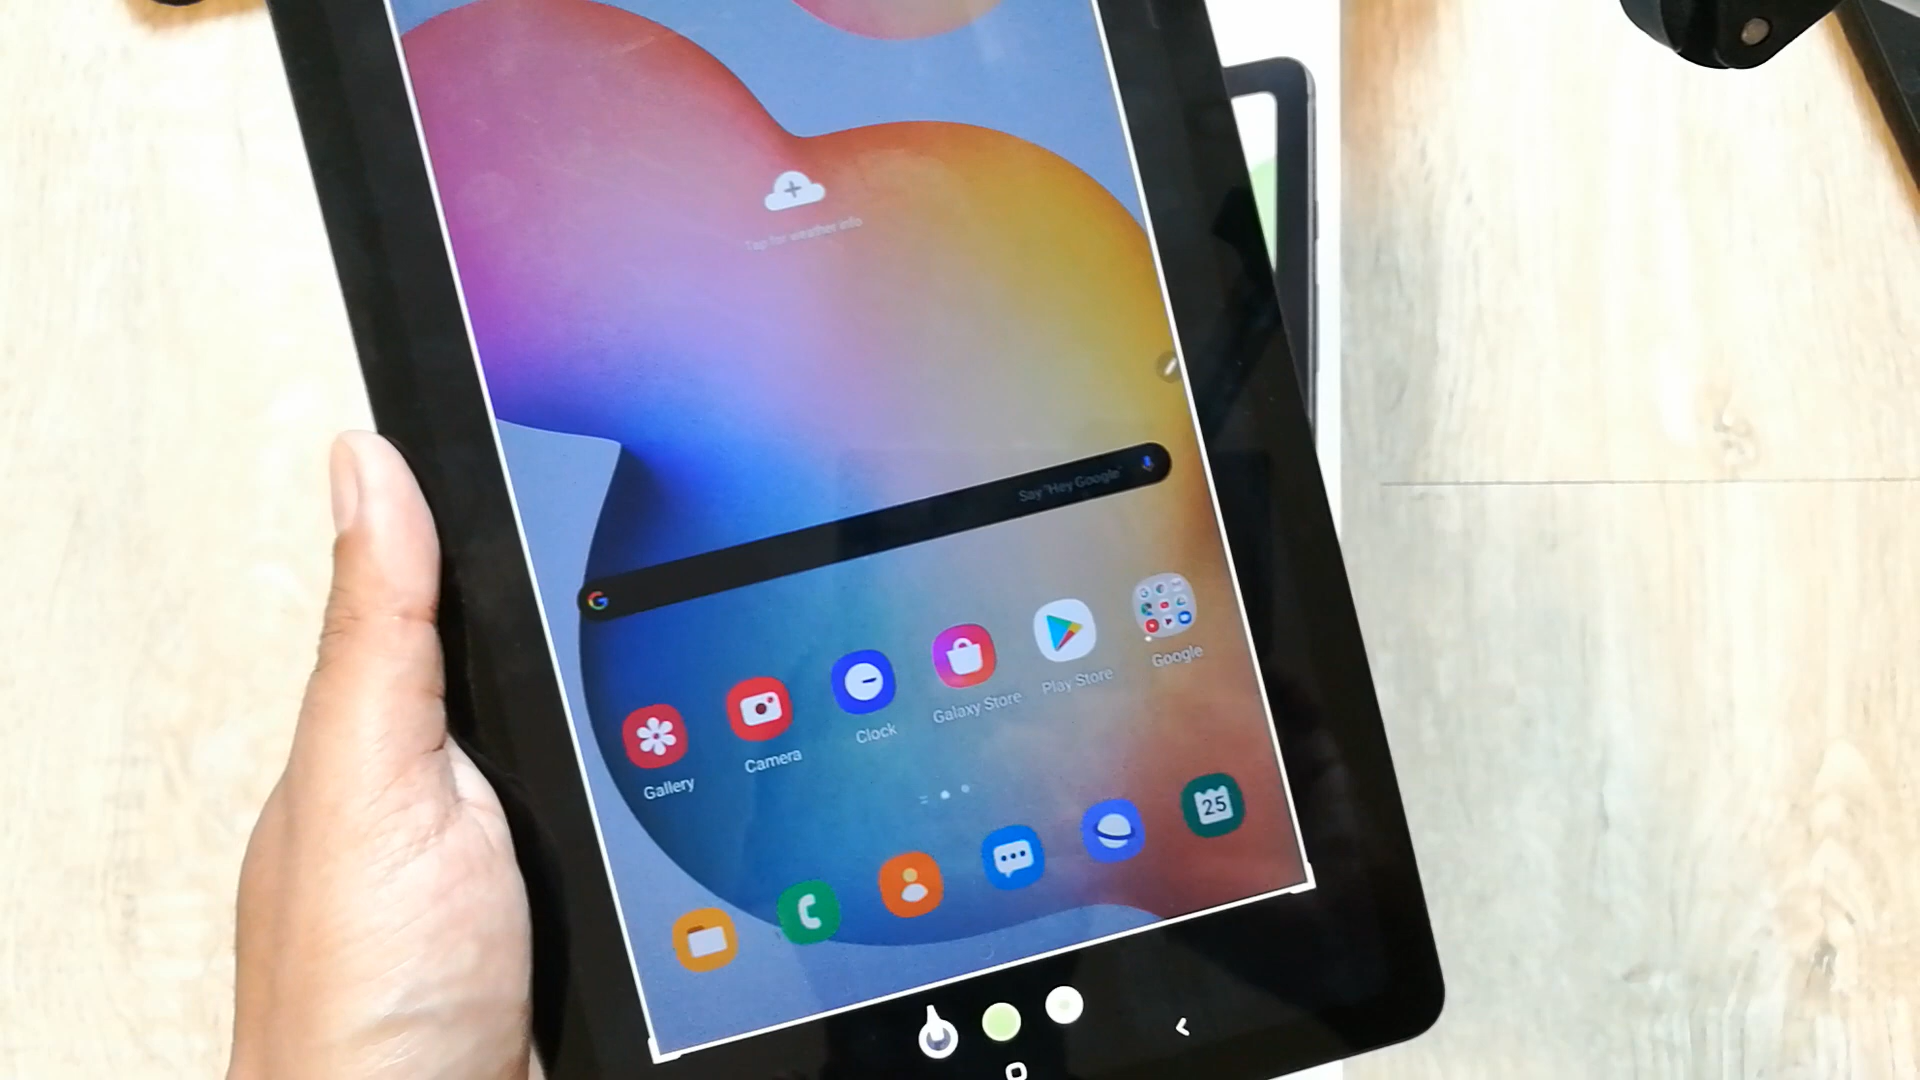 Tap for weather info
Say "Hey Google"
Gallery
Camera
Clock
Galaxy Store
Play Store
Google
25